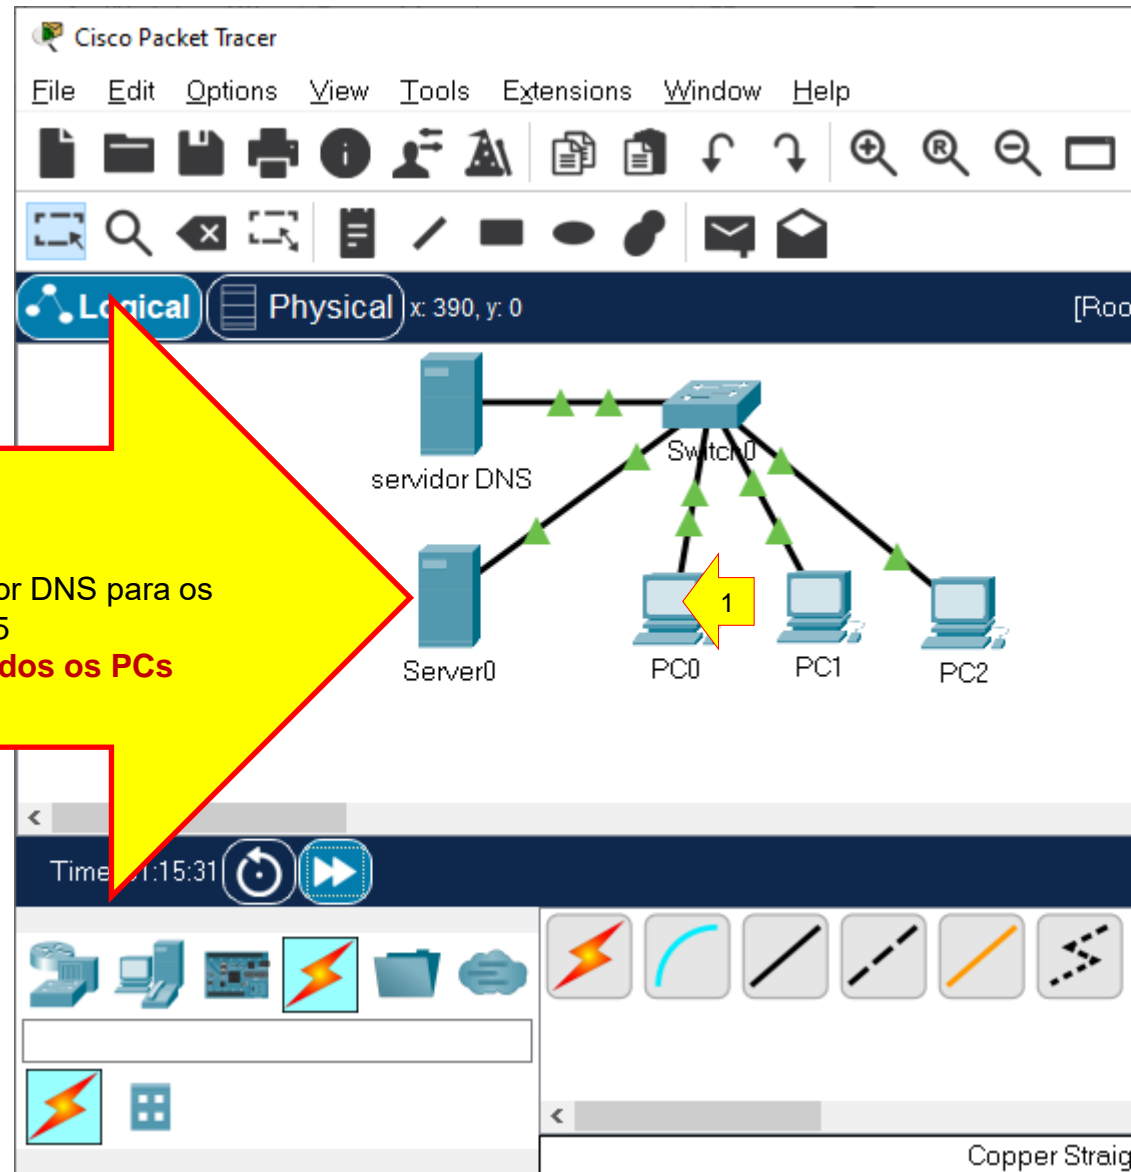 Cisco Packet Tracer
File Edit Options View Tools Extensions Window Help
Logical Physical x: 390, y: 0 [Roo
servidor DNS
Switch0
or DNS para os
5
dos os PCs
1
Server0
PC0
PC1
PC2
Time 1:15:31
Copper Straig